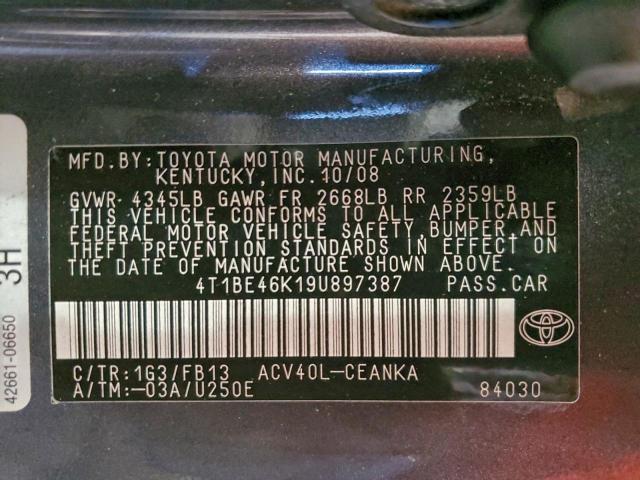 MFD.BY:TOYOTA MOTOR MANUFACTURING,
KENTUCKY,INC.10/08
GVWR 4345LB GAWR FR 2668LB RR 2359LB
THIS VEHICLE CONFORMS TO ALL APPLICABLE
FEDERAL MOTOR VEHICLE SAFETY,BUMPER,AND
THEFT PREVENTION STANDARDS IN EFFECT ON
THE DATE OF MANUFACTURE SHOWN ABOVE.
4T1BE46K19U897387 PASS.CAR
C/TR:1G3/FB13 ACV40L-CEANKA
A/TM:-03A/U250E 84030
42661-06650
3H